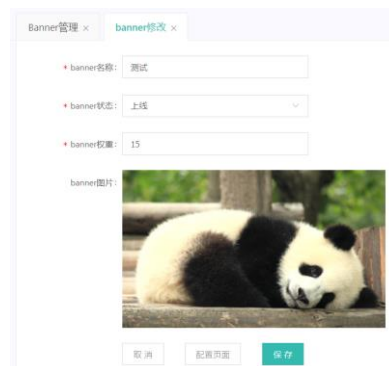 Banner管理 ×
banner修改 ×
* banner名称： 测试
* banner状态： 上线
* banner权重： 15
banner图片：
取 消
配置页面
保 存